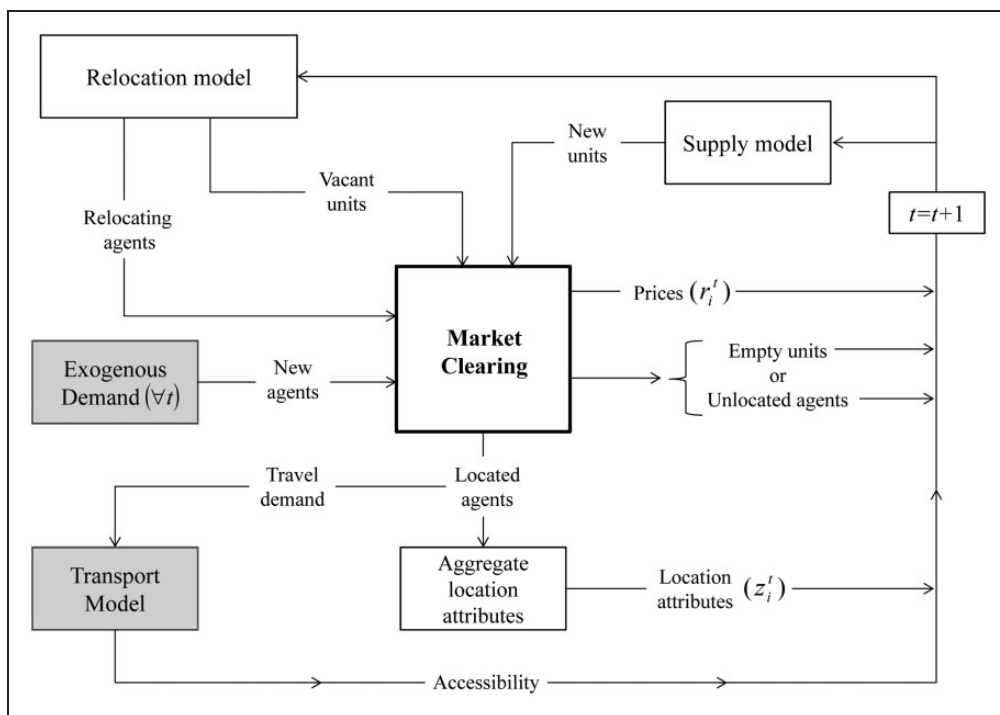 Relocation model
New
units
Supply model
Vacant
units
Relocating
agents
t=t+1
Prices (r_i^t)
Market
Clearing
Exogenous
Demand (∀t)
New
agents
Empty units
or
Unlocated agents
Travel
demand
Located
agents
Transport
Model
Aggregate
location
attributes
Location
attributes (z_i^t)
Accessibility